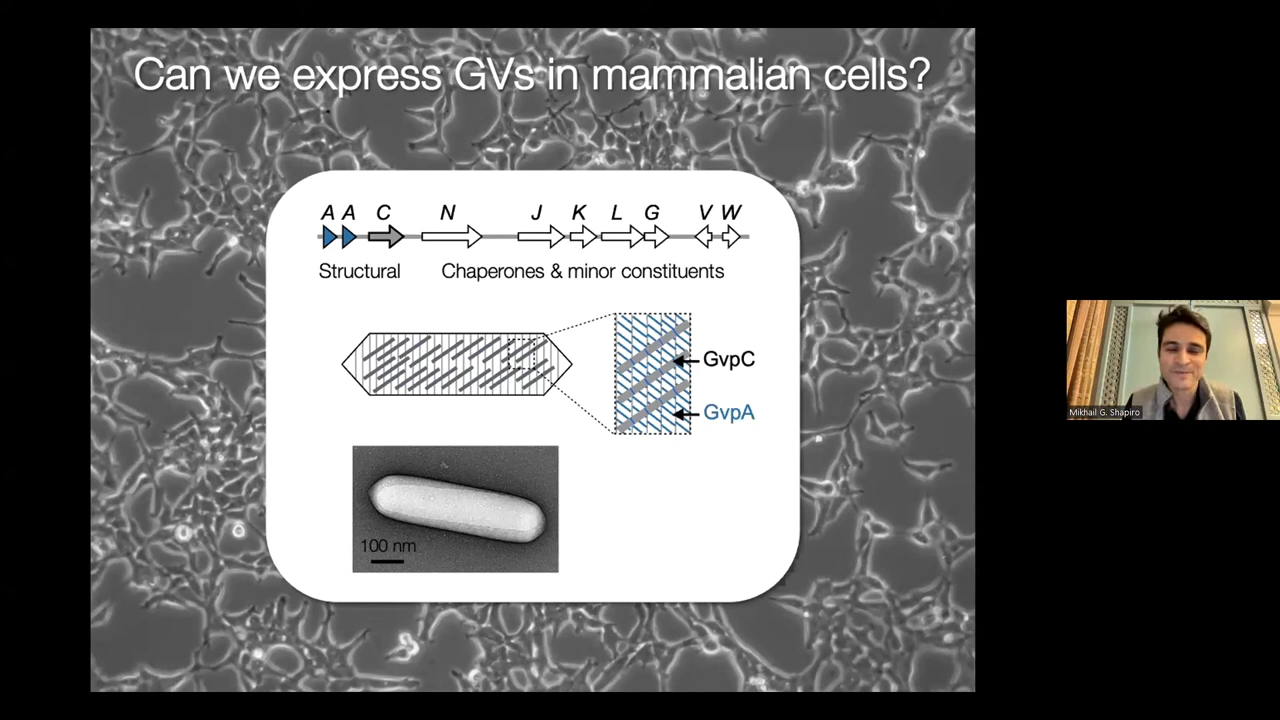 Can we express GVs in mammalian cells?
A A C N J K L G V W
Structural Chaperones & minor constituents
GvpC
GvpA
100 nm
Mikhail G. Shapiro